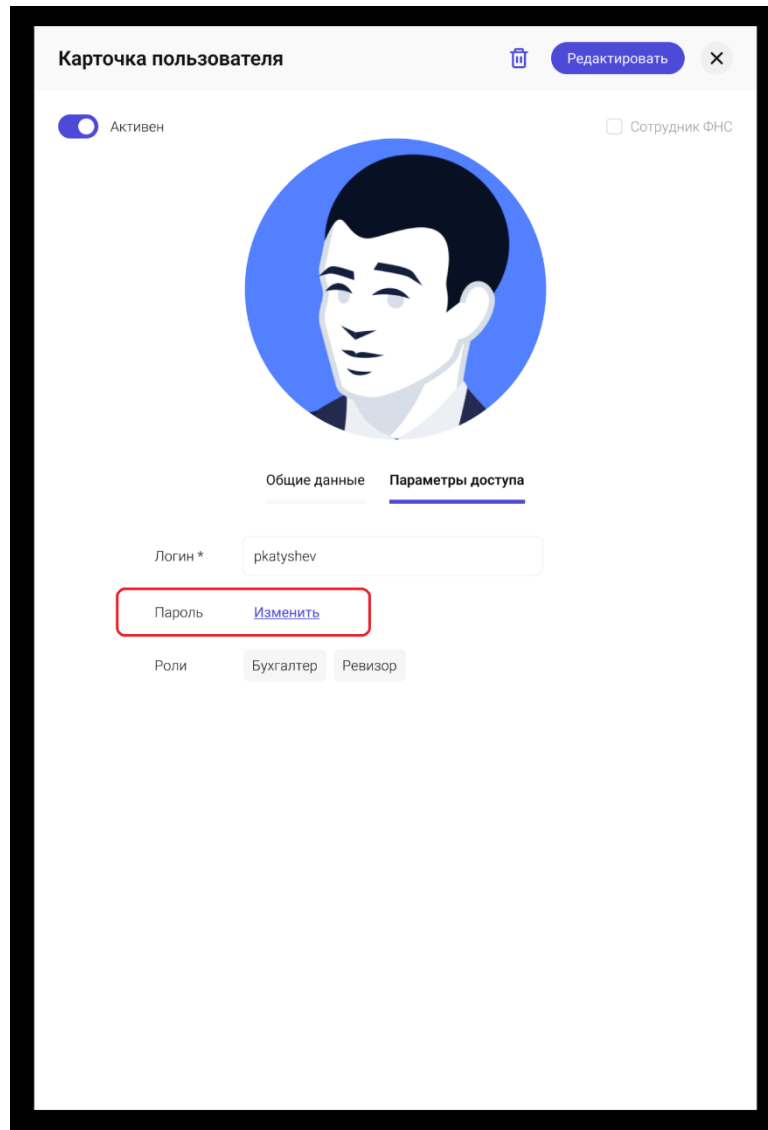 Карточка пользователя Редактировать
Активен Сотрудник ФНС
Общие данные Параметры доступа
Логин * pkatyshev
Пароль Изменить
Роли Бухгалтер Ревизор